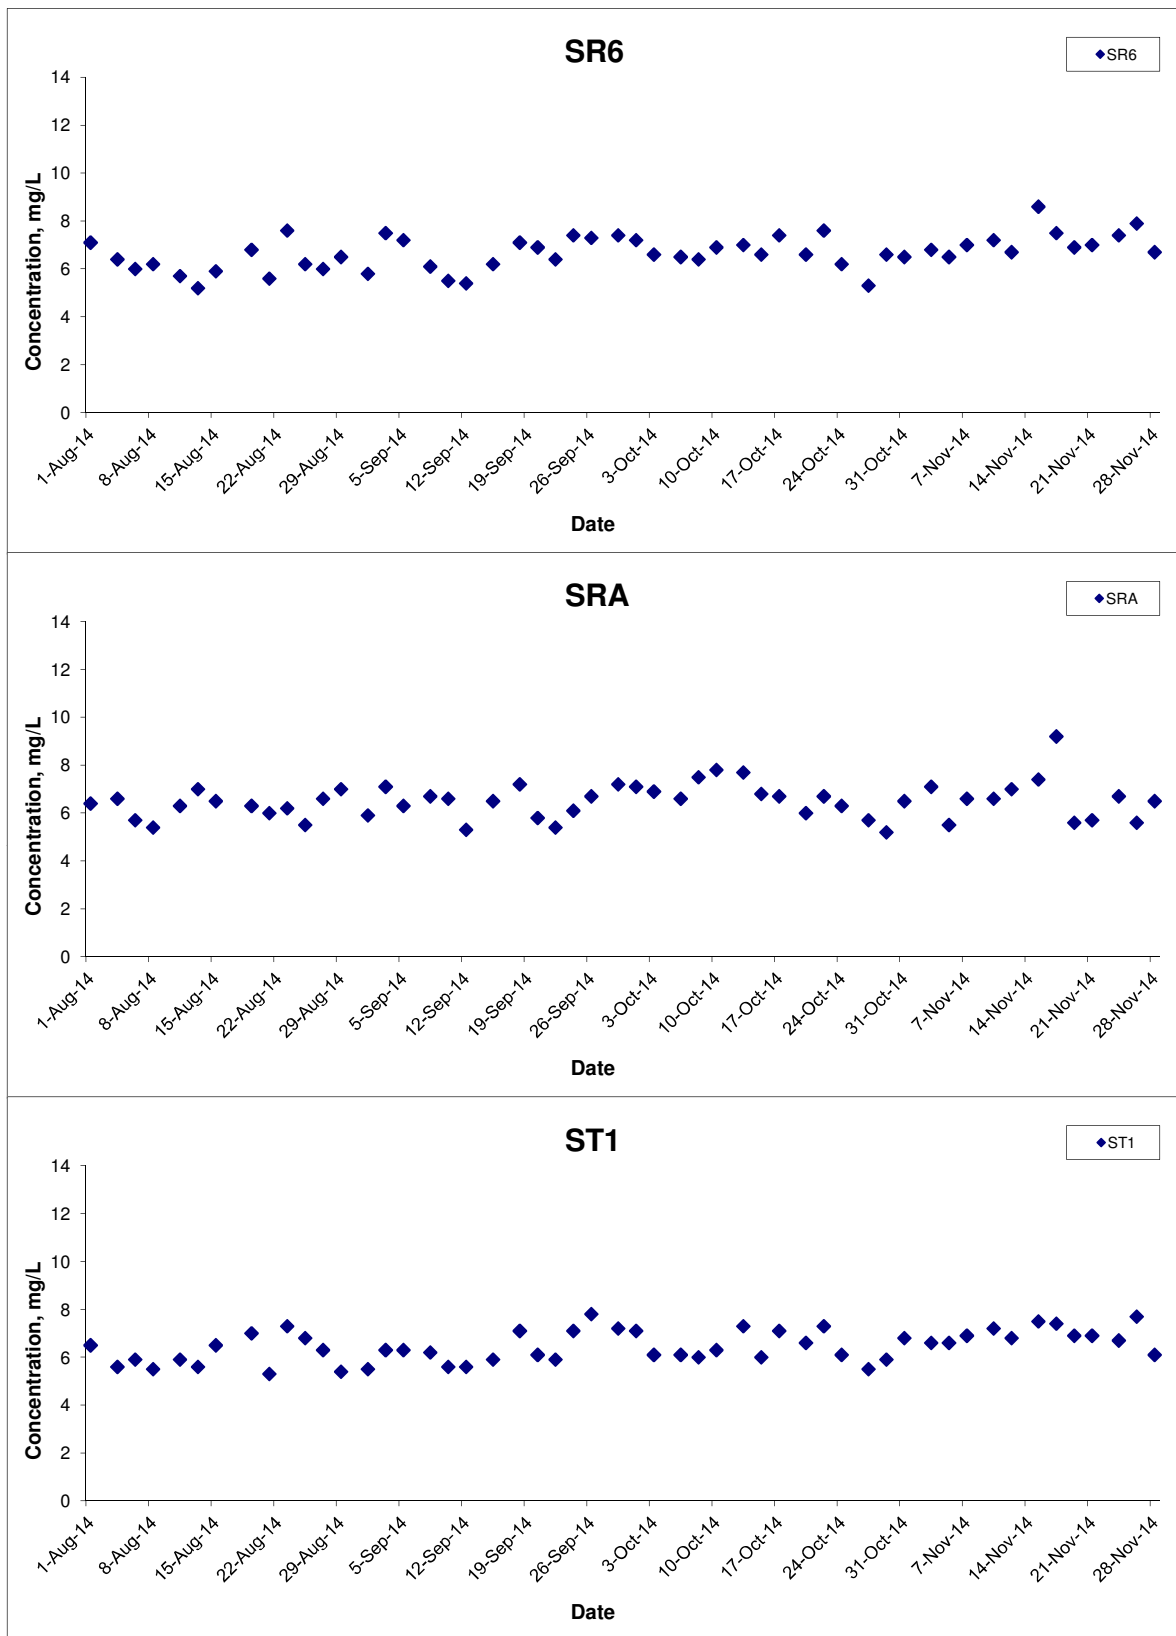 SR6
SR6
14
12
10
8
6
4
2
0
Concentration, mg/L
1-Aug-14 8-Aug-14 15-Aug-14 22-Aug-14 29-Aug-14 5-Sep-14 12-Sep-14 19-Sep-14 26-Sep-14 3-Oct-14 10-Oct-14 17-Oct-14 24-Oct-14 31-Oct-14 7-Nov-14 14-Nov-14 21-Nov-14 28-Nov-14
Date
SRA
SRA
14
12
10
8
6
4
2
0
Concentration, mg/L
1-Aug-14 8-Aug-14 15-Aug-14 22-Aug-14 29-Aug-14 5-Sep-14 12-Sep-14 19-Sep-14 26-Sep-14 3-Oct-14 10-Oct-14 17-Oct-14 24-Oct-14 31-Oct-14 7-Nov-14 14-Nov-14 21-Nov-14 28-Nov-14
Date
ST1
ST1
14
12
10
8
6
4
2
0
Concentration, mg/L
1-Aug-14 8-Aug-14 15-Aug-14 22-Aug-14 29-Aug-14 5-Sep-14 12-Sep-14 19-Sep-14 26-Sep-14 3-Oct-14 10-Oct-14 17-Oct-14 24-Oct-14 31-Oct-14 7-Nov-14 14-Nov-14 21-Nov-14 28-Nov-14
Date